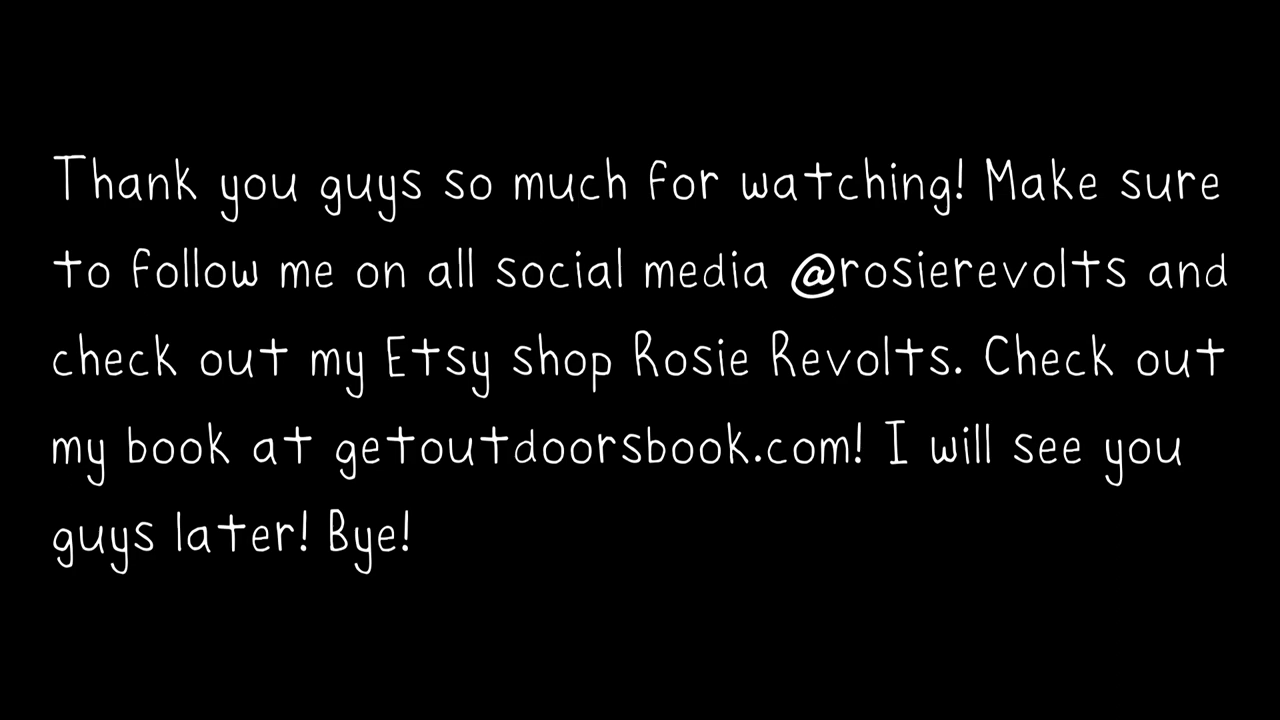 Thank you guys so much for watching! Make sure
to follow me on all social media @rosierevolts and
check out my Etsy shop Rosie Revolts. Check out
my book at getoutdoorsbook.com! I will see you
guys later! Bye!